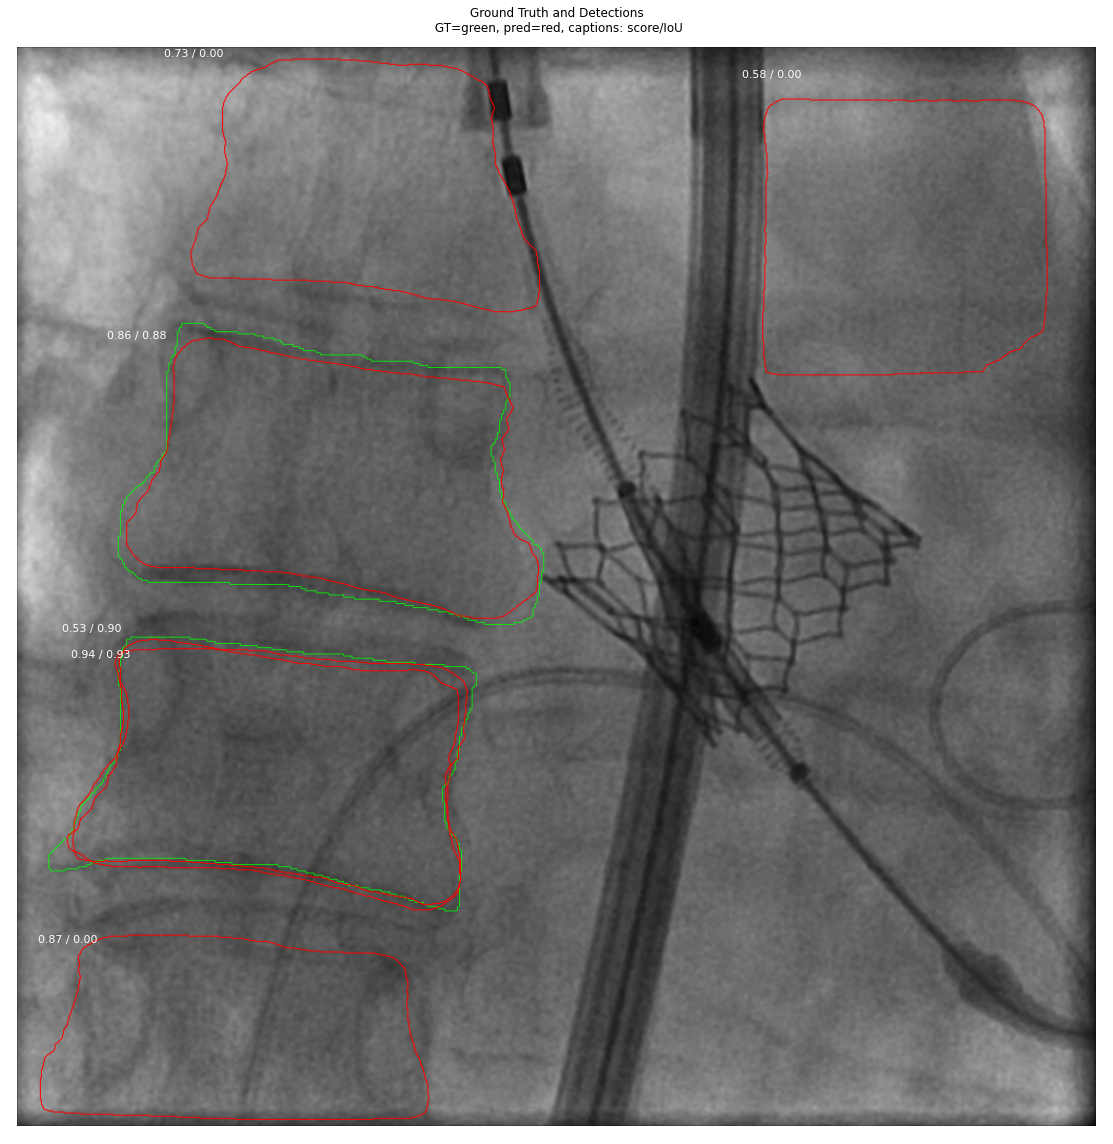 Ground Truth and Detections
GT=green, pred=red, captions: score/IoU
0.73 / 0.00
0.58 / 0.00
0.86 / 0.88
0.53 / 0.90
0.94 / 0.93
0.87 / 0.00